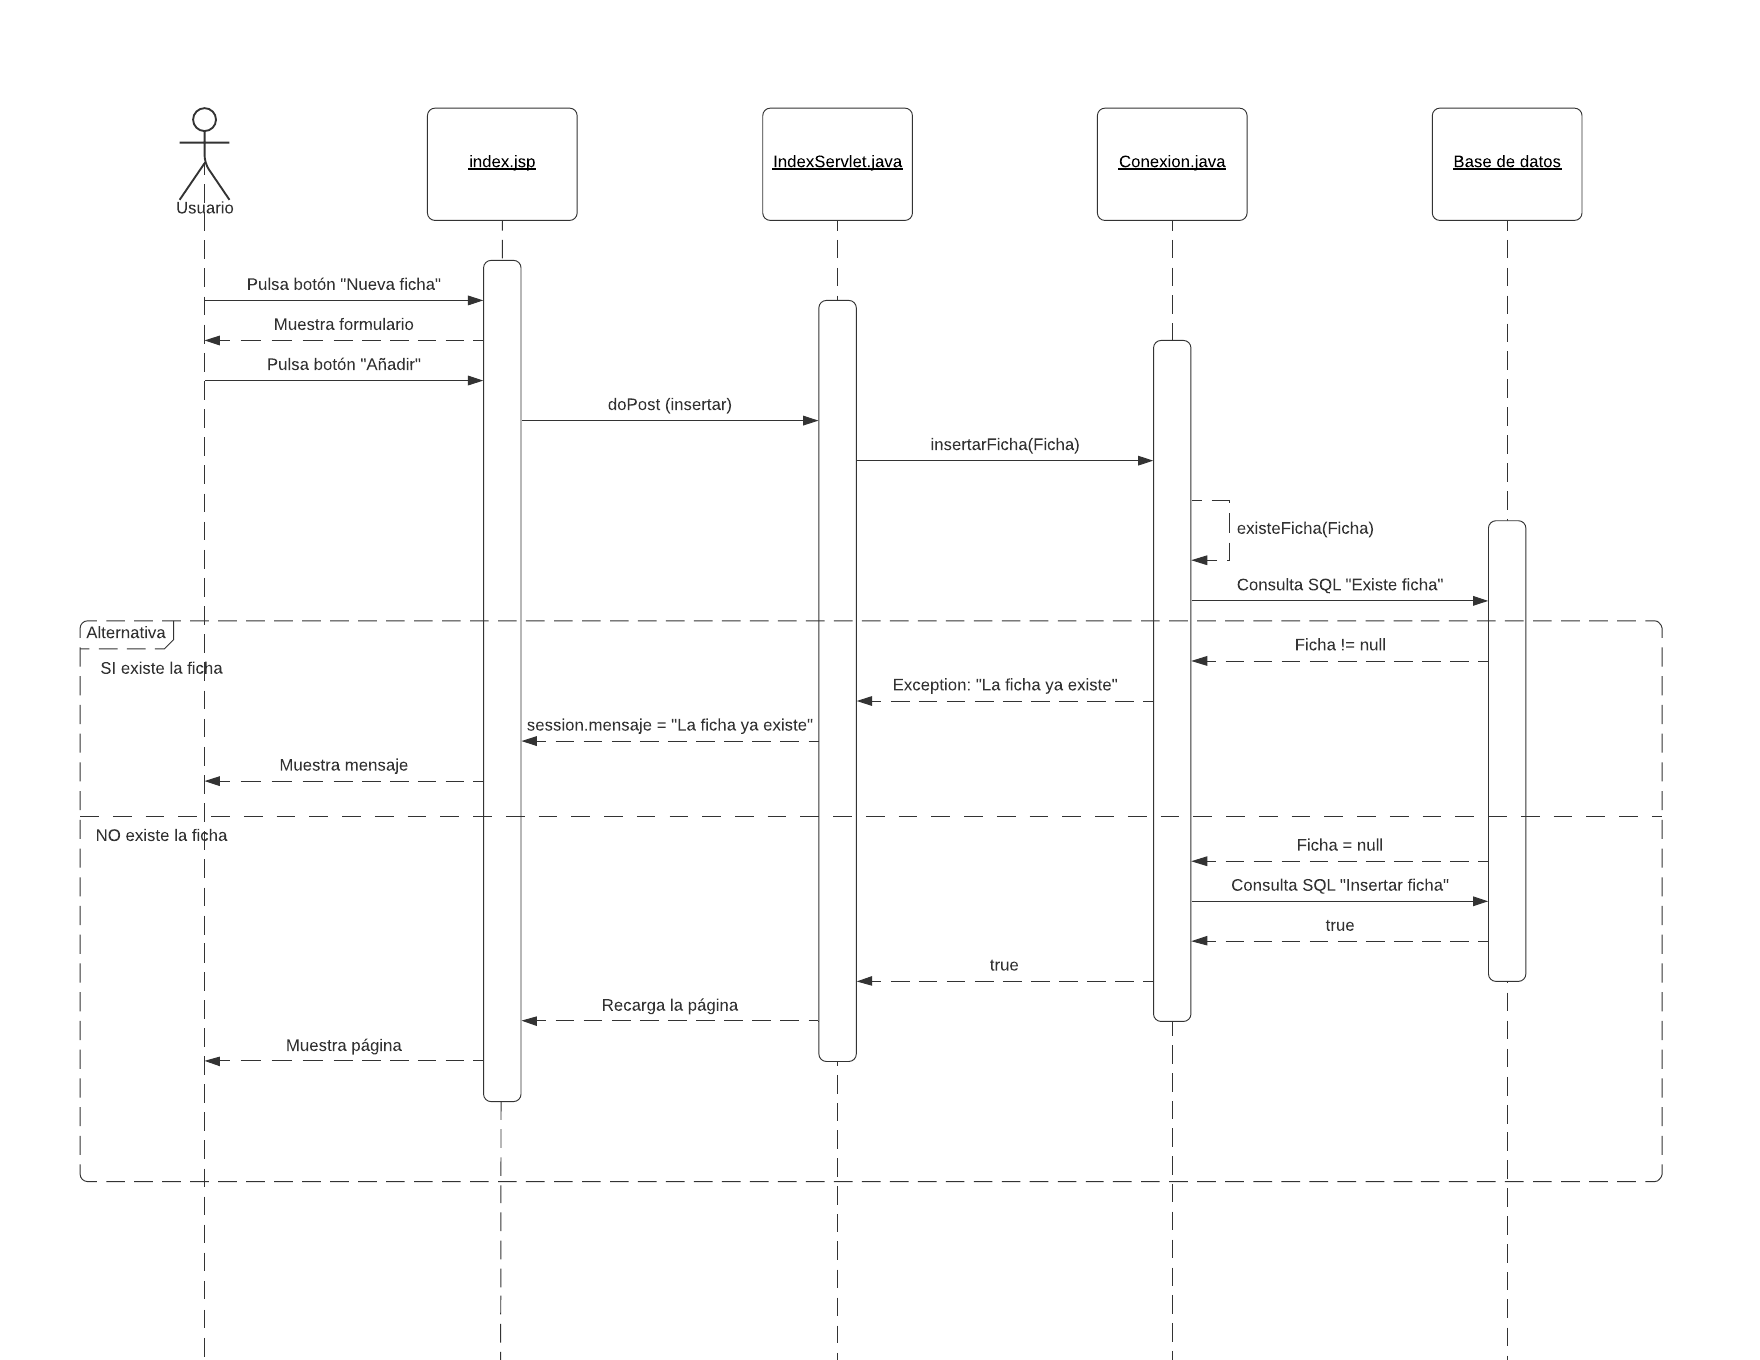 Usuario
index.jsp
IndexServlet.java
Conexion.java
Base de datos
Pulsa botón "Nueva ficha"
Muestra formulario
Pulsa botón "Añadir"
doPost (insertar)
insertarFicha(Ficha)
existeFicha(Ficha)
Consulta SQL "Existe ficha"
Alternativa
SI existe la ficha
Ficha != null
Exception: "La ficha ya existe"
session.mensaje = "La ficha ya existe"
Muestra mensaje
NO existe la ficha
Ficha = null
Consulta SQL "Insertar ficha"
true
true
Recarga la página
Muestra página